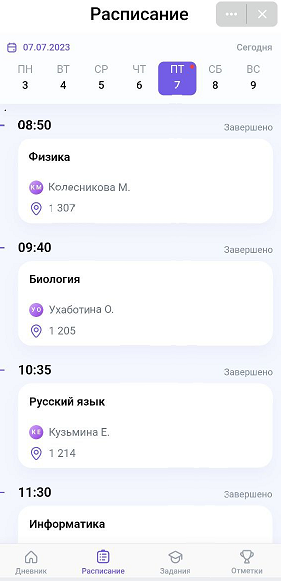 Расписание
07.07.2023
Сегодня
ПН ВТ СР ЧТ ПТ СБ ВС
3 4 5 6 7 8 9
08:50
Завершено
Физика
КМ Колесникова М.
1 307
09:40
Завершено
Биология
УО Ухаботина О.
1 205
10:35
Завершено
Русский язык
КЕ Кузьмина Е.
1 214
11:30
Завершено
Информатика
Дневник Расписание Задания Отметки